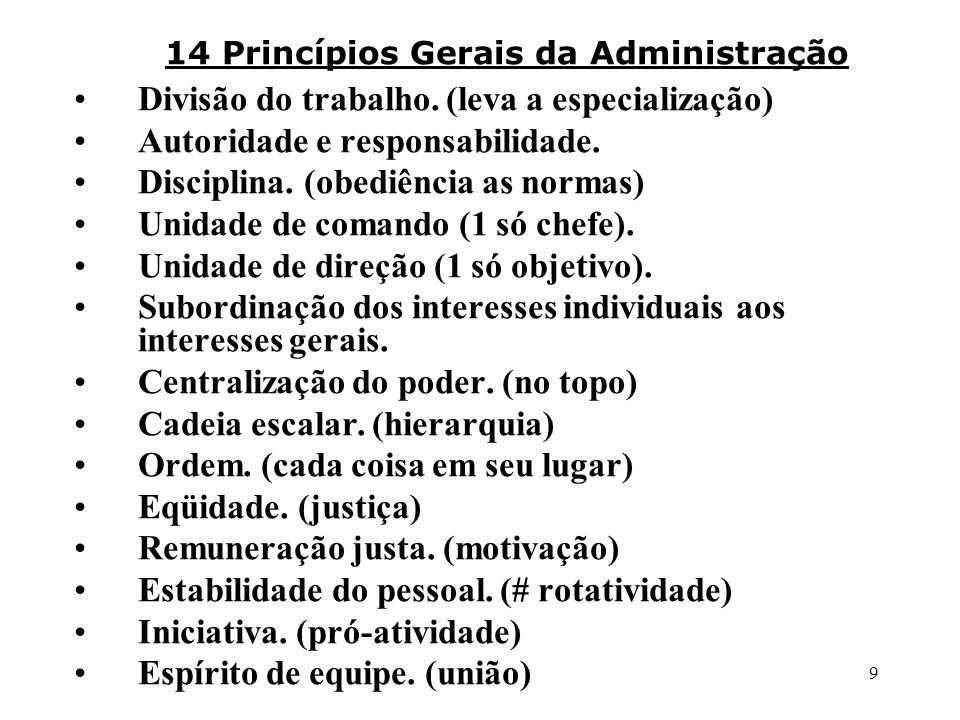 14 Princípios Gerais da Administração
• Divisão do trabalho. (leva a especialização)
• Autoridade e responsabilidade.
• Disciplina. (obediência as normas)
• Unidade de comando (1 só chefe).
• Unidade de direção (1 só objetivo).
• Subordinação dos interesses individuais aos
interesses gerais.
• Centralização do poder. (no topo)
• Cadeia escalar. (hierarquia)
• Ordem. (cada coisa em seu lugar)
• Eqüidade. (justiça)
• Remuneração justa. (motivação)
• Estabilidade do pessoal. (# rotatividade)
• Iniciativa. (pró-atividade)
• Espírito de equipe. (união)
9